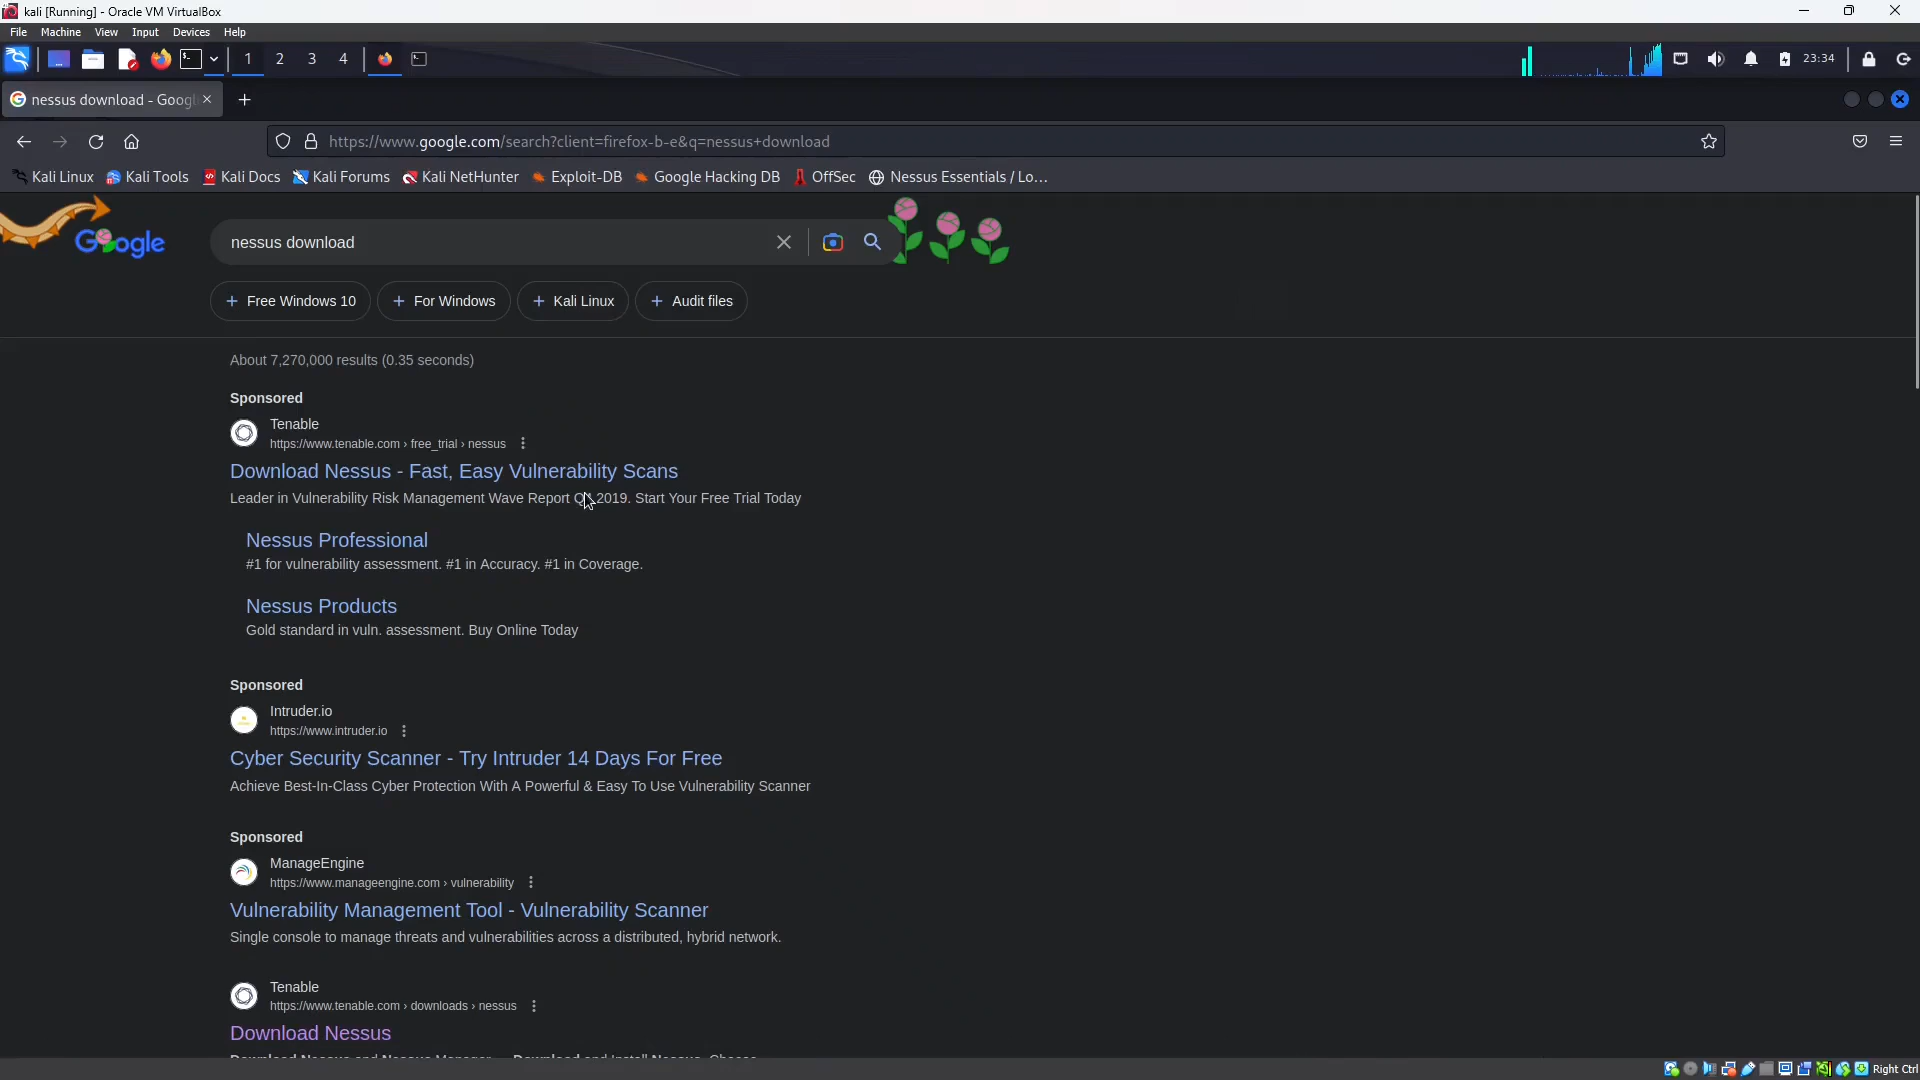 kali [Running] - Oracle VM VirtualBox
File Machine View Input Devices Help
1 2 3 4 23:34
nessus download - Googl
https://www.google.com/search?client=firefox-b-e&q=nessus+download
Kali Linux Kali Tools Kali Docs Kali Forums Kali NetHunter Exploit-DB Google Hacking DB OffSec Nessus Essentials / Lo...
Google
nessus download
+ Free Windows 10 + For Windows + Kali Linux + Audit files
About 7,270,000 results (0.35 seconds)
Sponsored
Tenable
https://www.tenable.com › free_trial › nessus
Download Nessus - Fast, Easy Vulnerability Scans
Leader in Vulnerability Risk Management Wave Report 2019. Start Your Free Trial Today
Nessus Professional
#1 for vulnerability assessment. #1 in Accuracy. #1 in Coverage.
Nessus Products
Gold standard in vuln. assessment. Buy Online Today
Sponsored
Intruder.io
https://www.intruder.io
Cyber Security Scanner - Try Intruder 14 Days For Free
Achieve Best-In-Class Cyber Protection With A Powerful & Easy To Use Vulnerability Scanner
Sponsored
ManageEngine
https://www.manageengine.com › vulnerability
Vulnerability Management Tool - Vulnerability Scanner
Single console to manage threats and vulnerabilities across a distributed, hybrid network.
Tenable
https://www.tenable.com › downloads › nessus
Download Nessus
Right Ctrl